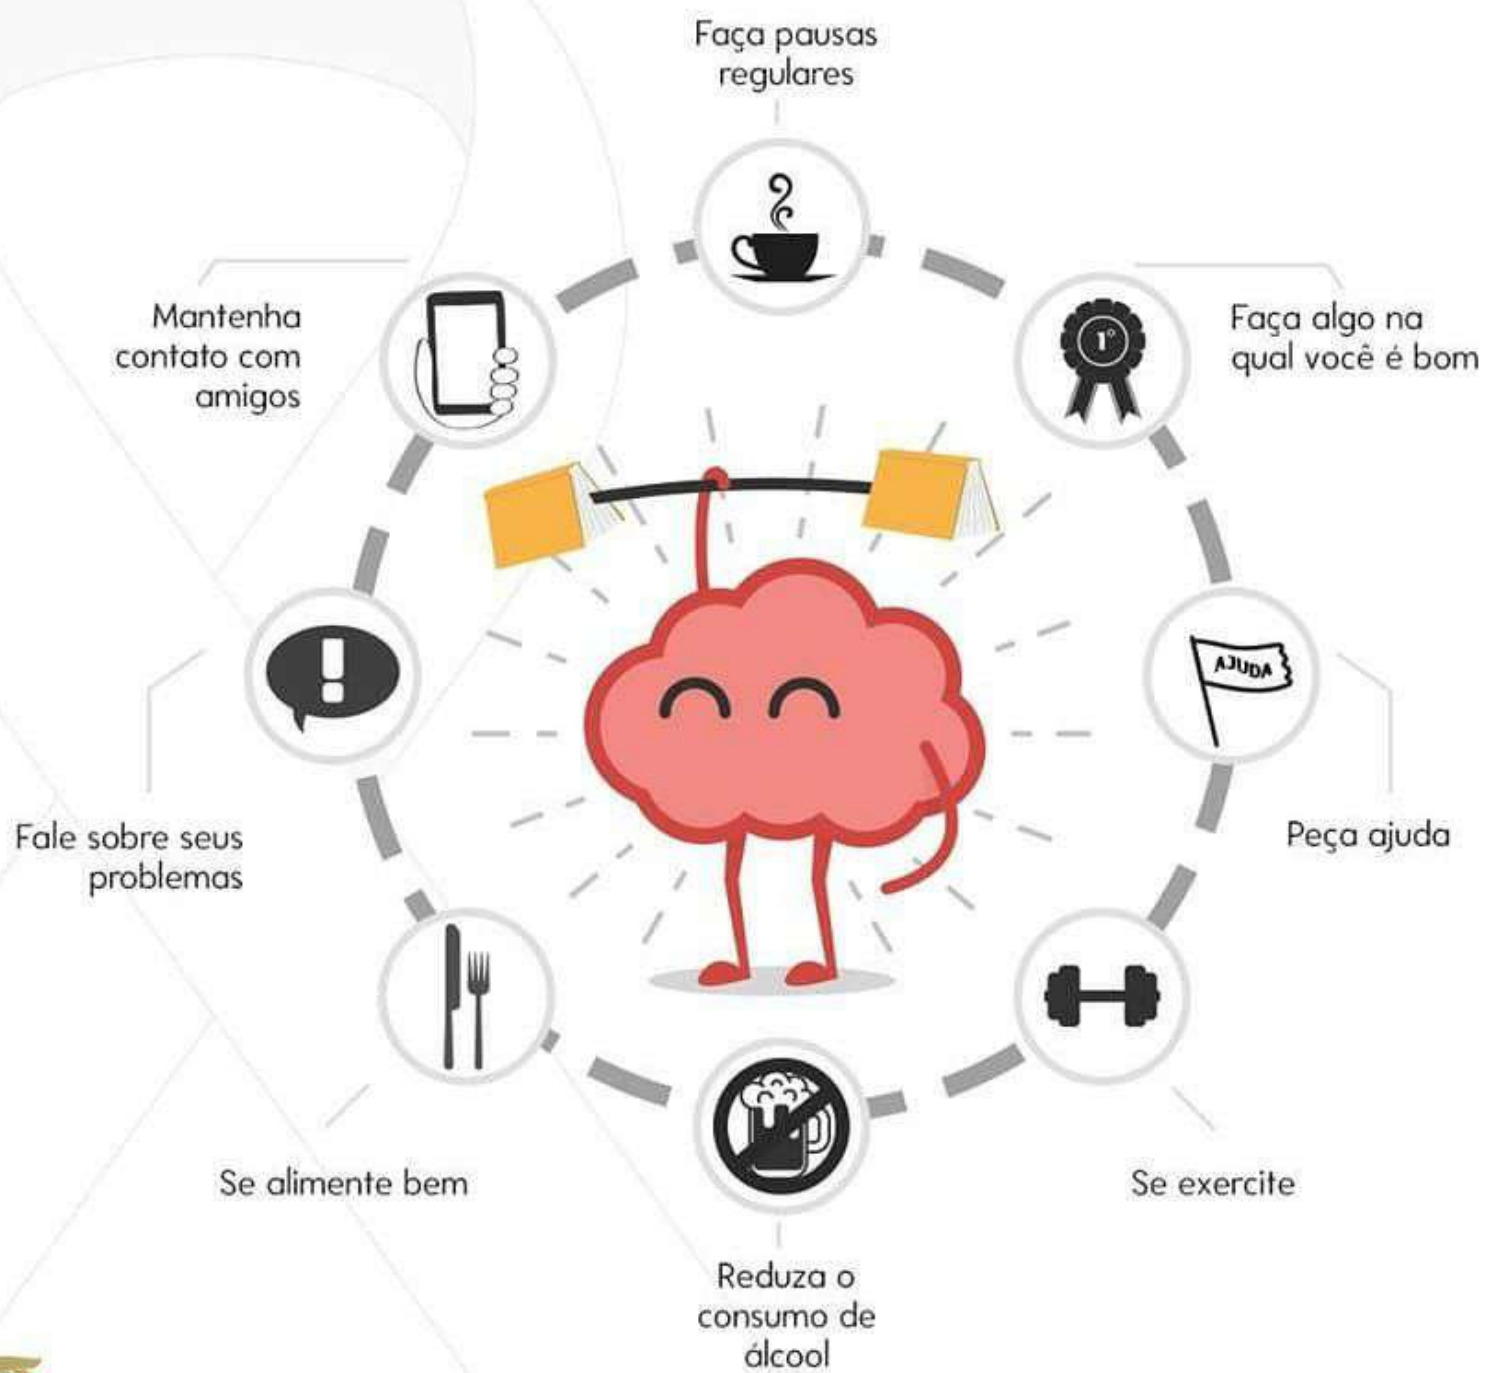 Faça pausas
regulares
1º
Faça algo na
qual você é bom
AJUDA
Peça ajuda
Se exercite
Reduza o
consumo de
álcool
Se alimente bem
Fale sobre seus
problemas
!
Mantenha
contato com
amigos